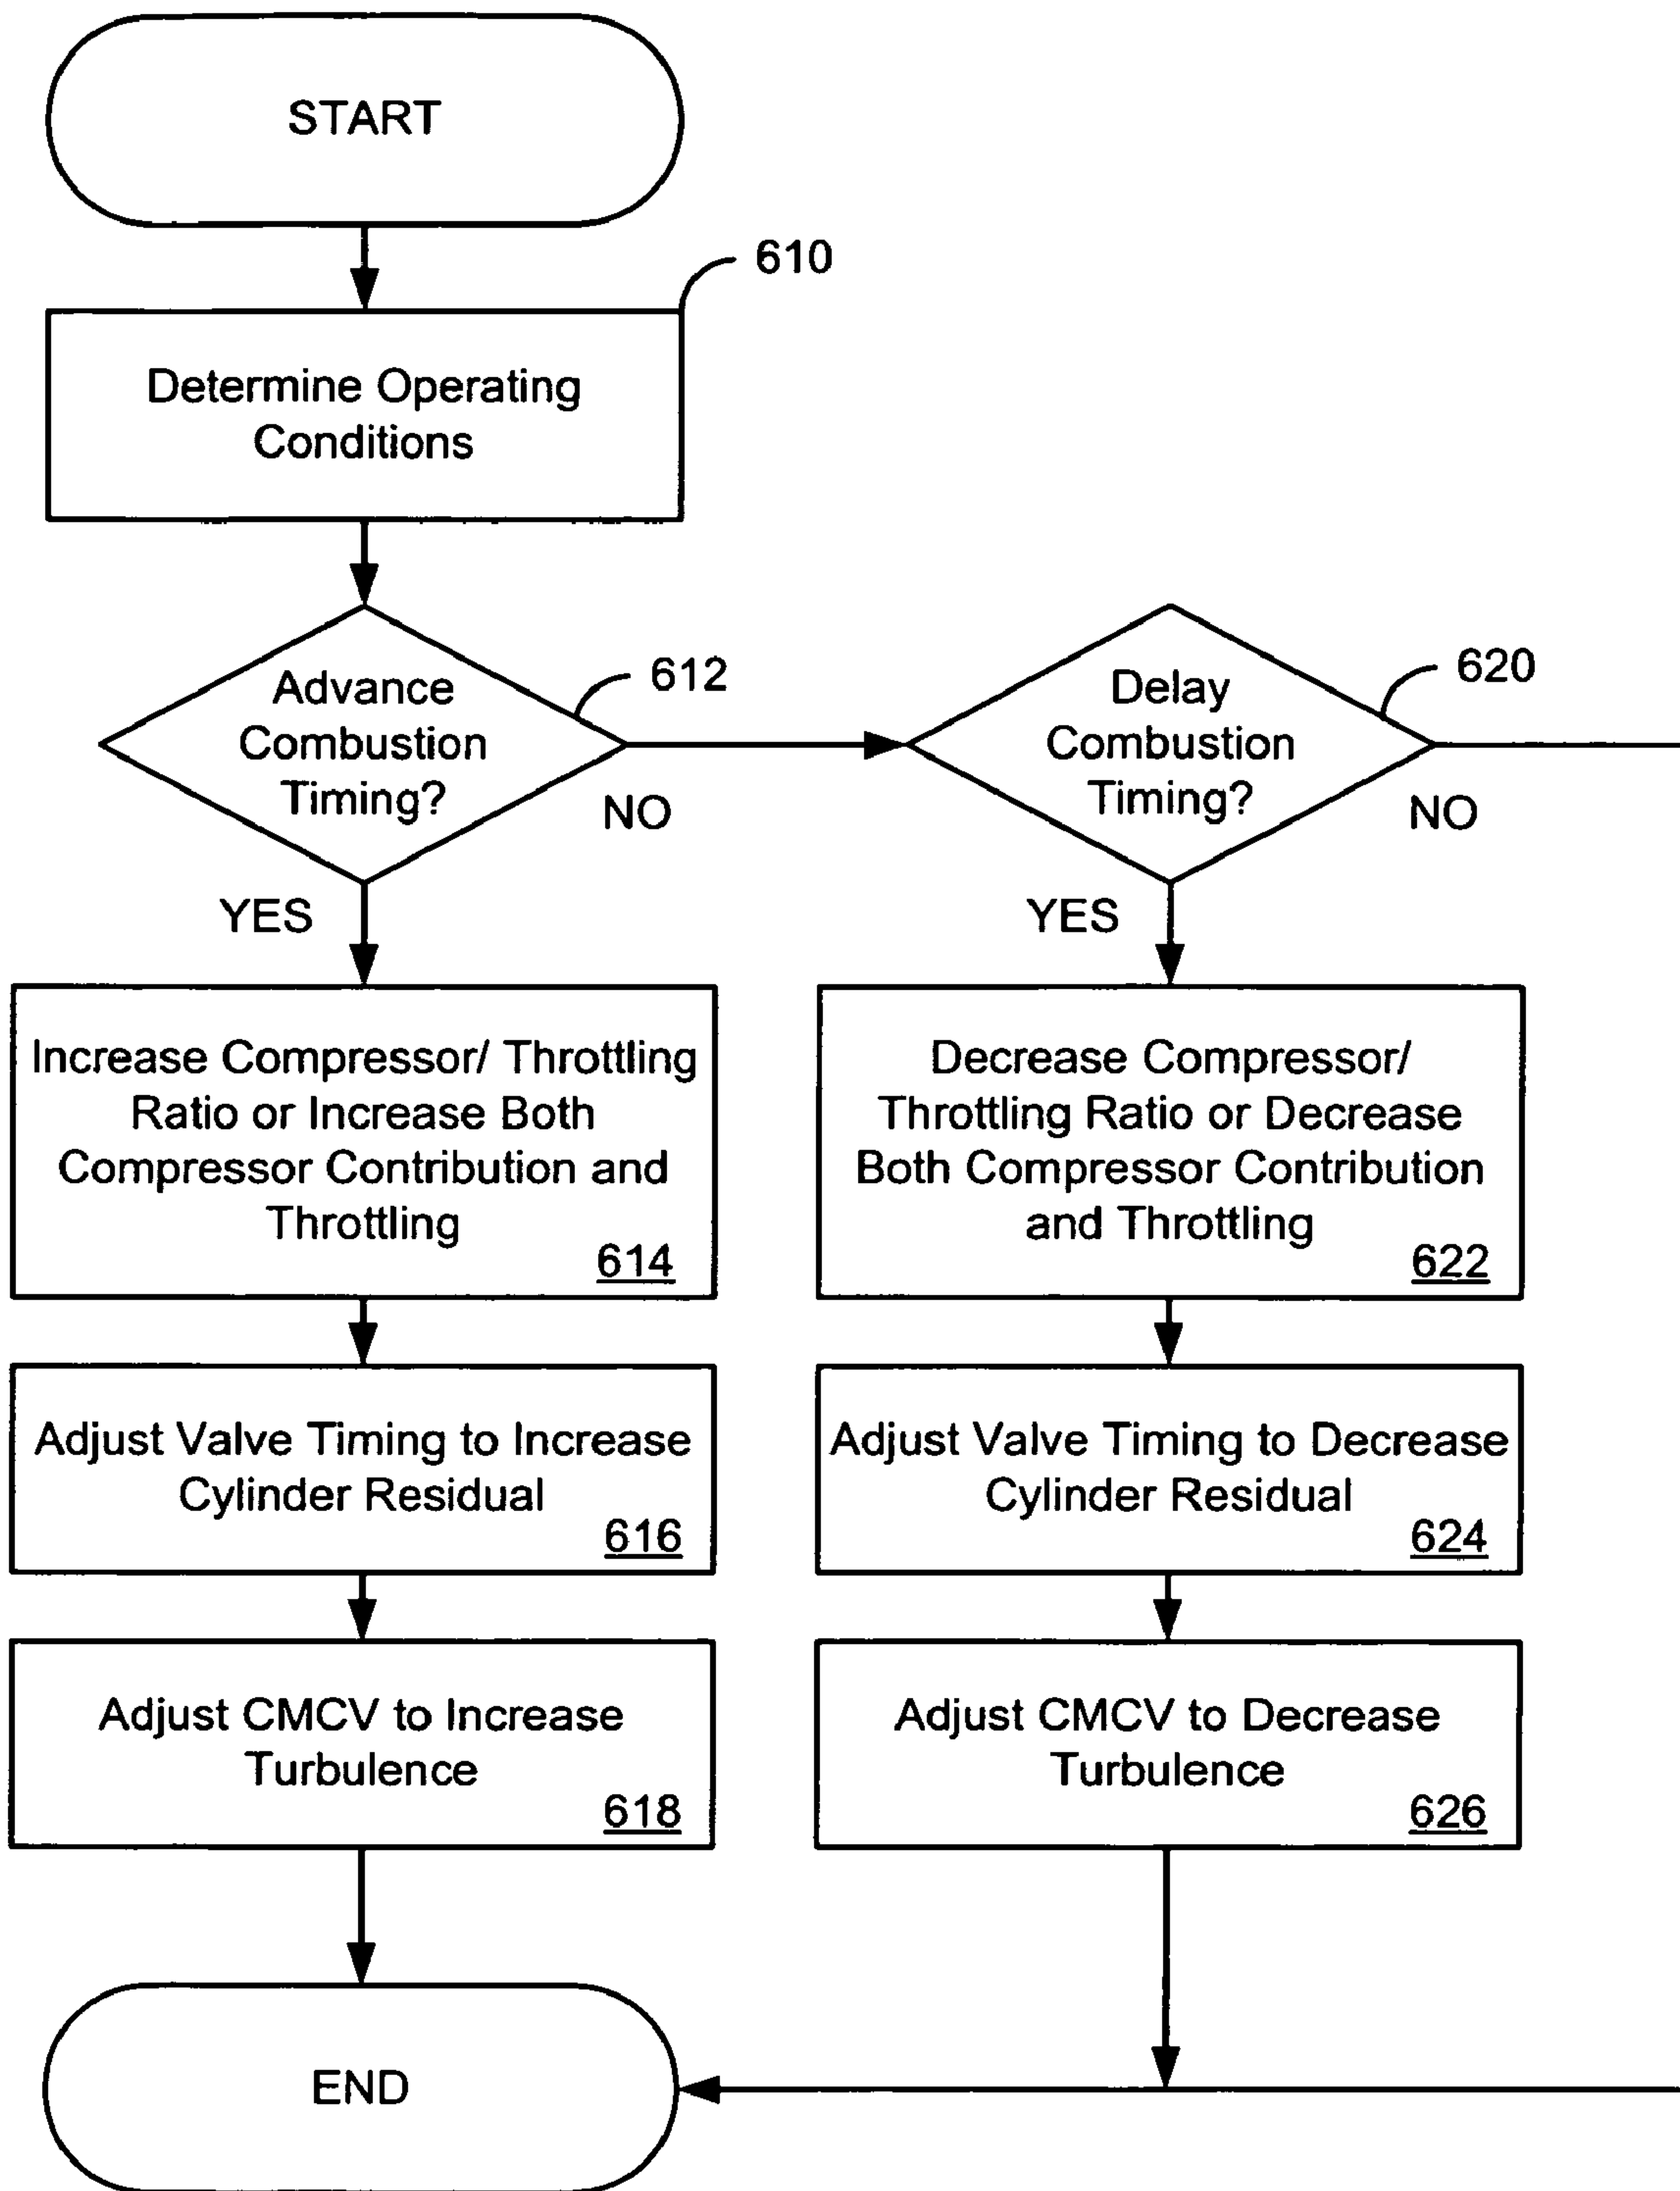 START
610
Determine Operating
Conditions
Advance
Combustion
Timing?
612
NO
YES
Delay
Combustion
Timing?
620
NO
YES
Increase Compressor/ Throttling
Ratio or Increase Both
Compressor Contribution and
Throttling
614
Decrease Compressor/
Throttling Ratio or Decrease
Both Compressor Contribution
and Throttling
622
Adjust Valve Timing to Increase
Cylinder Residual
616
Adjust Valve Timing to Decrease
Cylinder Residual
624
Adjust CMCV to Increase
Turbulence
618
Adjust CMCV to Decrease
Turbulence
626
END